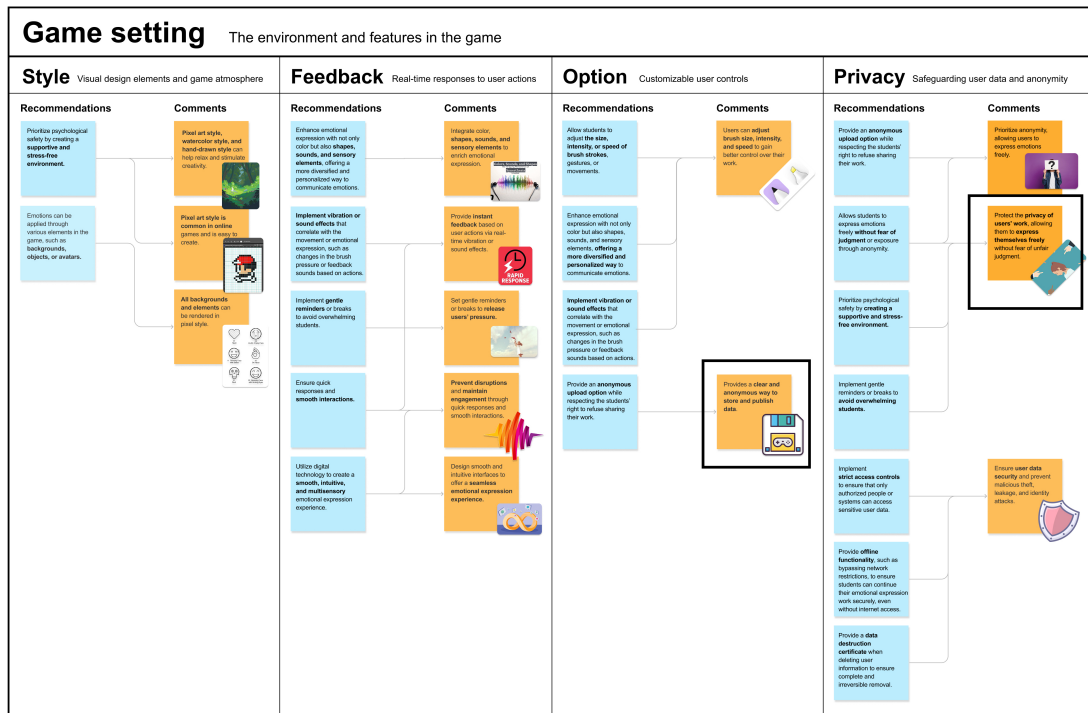 Game setting The environment and features in the game
Style Visual design elements and game atmosphere
Recommendations
Comments
Prioritize psychological
safety by creating a
supportive and
stress-free
environment.
Emotions can be
applied through
various elements in
the game, such as
backgrounds,
objects, or avatars.
Pixel art style,
watercolor style, and
hand-drawn style can
help relax and stimulate
creativity.
Pixel art style is
common in online
games and is easy to
create.
All backgrounds
and elements can
be rendered in
pixel style.
Feedback Real-time responses to user actions
Recommendations
Comments
Enhance emotional
expression with not only
color but also shapes,
sounds, and sensory
elements, offering a
more diversified and
personalized way to
communicate emotions.
Implement vibration or
sound effects that
correlate with the
movement or emotional
expression, such as
changes in the brush
pressure or feedback
sounds based on actions.
Implement gentle
reminders or breaks
to avoid overwhelming
students.
Ensure quick
responses and
smooth interactions.
Utilize digital
technology to create a
smooth, intuitive,
and multisensory
emotional expression
experience.
Integrate color,
shapes, sounds, and
sensory elements to
enrich emotional
expression.
Provide instant
feedback based on
user actions via real-
time vibration or
sound effects.
RAPID
RESPONSE
Set gentle reminders
or breaks to release
users' pressure.
Prevent disruptions
and maintain
engagement through
quick responses and
smooth interactions.
Design smooth and
intuitive interfaces to
offer a seamless
emotional expression
experience.
Option Customizable user controls
Recommendations
Comments
Allow students to
adjust the size,
intensity, or speed of
brush strokes,
gestures, or
movements.
Enhance emotional
expression with not only
color but also shapes,
sounds, and sensory
elements, offering a
more diversified and
personalized way to
communicate emotions.
Implement vibration or
sound effects that
correlate with the
movement or emotional
expression, such as
changes in the brush
pressure or feedback
sounds based on actions.
Provide an anonymous
upload option while
respecting the students'
right to refuse sharing
their work.
Users can adjust
brush size, intensity,
and speed to gain
better control over their
work.
Provides a clear and
anonymous way to
store and publish
data.
Privacy Safeguarding user data and anonymity
Recommendations
Comments
Provide an anonymous
upload option while
respecting the students'
right to refuse sharing
their work.
Allows students to
express emotions
freely without fear of
judgment or exposure
through anonymity.
Prioritize psychological
safety by creating a
supportive and stress-
free environment.
Implement gentle
reminders or breaks to
avoid overwhelming
students.
Implement
strict access controls
to ensure that only
authorized people or
systems can access
sensitive user data.
Provide offline
functionality, such as
bypassing network
restrictions, to ensure
students can continue
their emotional expression
work securely, even
without internet access.
Provide a data
destruction
certificate when
deleting user
information to ensure
complete and
irreversible removal.
Prioritize anonymity,
allowing users to
express emotions
freely.
?
Protect the privacy of
users' work, allowing
them to express
themselves freely
without fear of unfair
judgment.
Ensure user data
security and prevent
malicious theft,
leakage, and identity
attacks.